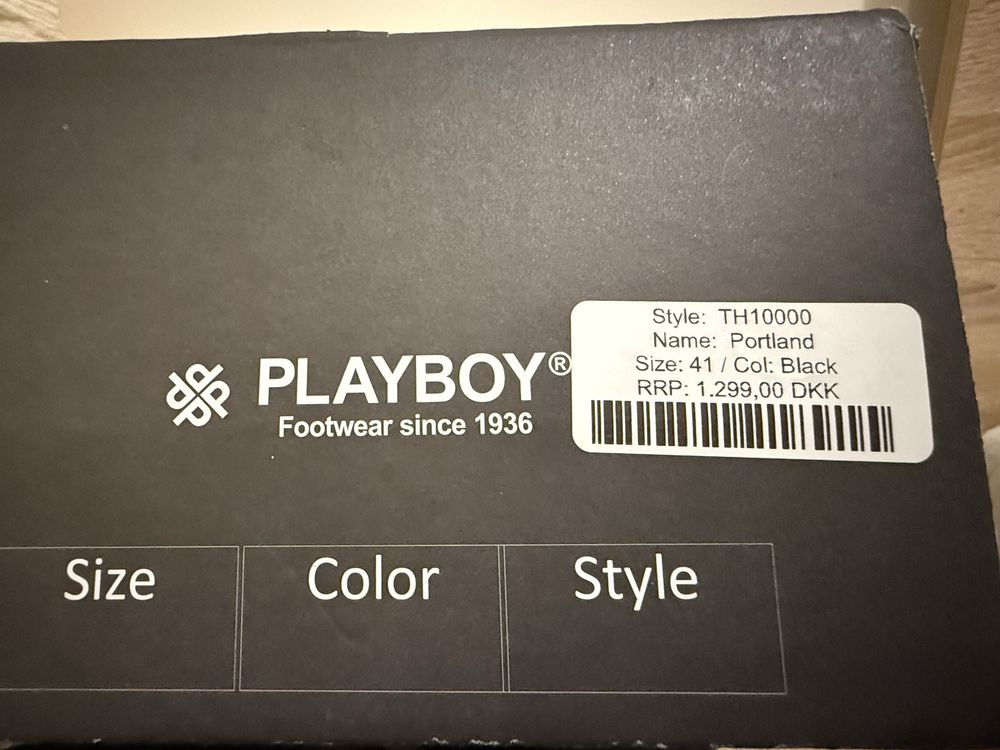 PLAYBOY®
Footwear since 1936
Style: TH10000
Name: Portland
Size: 41 / Col: Black
RRP: 1.299,00 DKK
Size
Color
Style